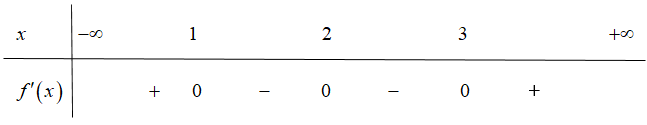 x −∞ 1 2 3 +∞
f′(x) + 0 − 0 − 0 +